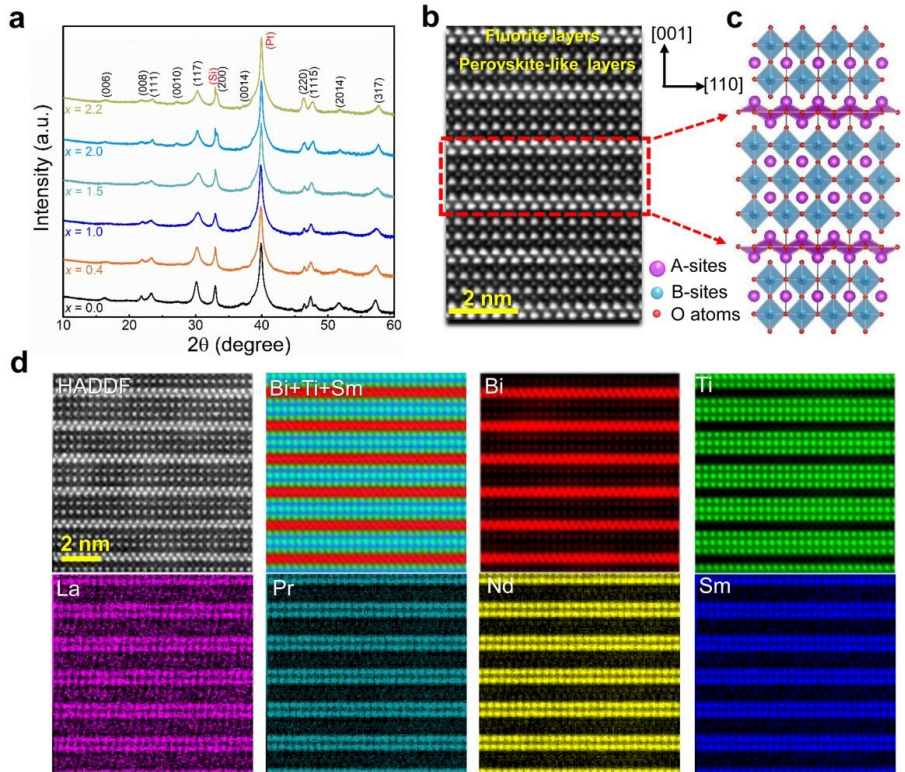 a
Intensity (a.u.)
(006)
(008)
(111)
(0010)
(117)
(Si)
(200)
(0014)
(Pt)
(220)
(1115)
(2014)
(317)
x = 2.2
x = 2.0
x = 1.5
x = 1.0
x = 0.4
x = 0.0
10 20 30 40 50 60
2θ (degree)
b
Fluorite layers
Perovskite-like layers
2 nm
[001]
[110]
c
A-sites
B-sites
O atoms
d
HADDF
2 nm
Bi+Ti+Sm
Bi
Ti
La
Pr
Nd
Sm